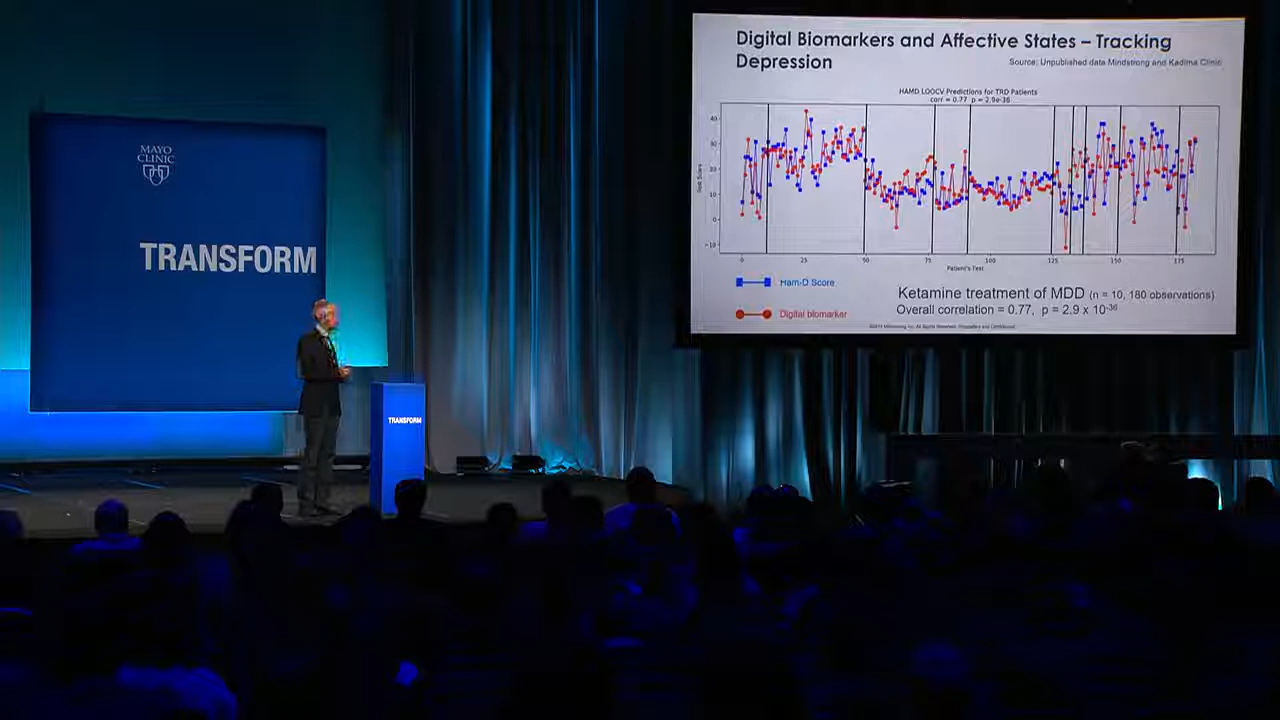 MAYO
CLINIC
TRANSFORM
TRANSFORM
Digital Biomarkers and Affective States – Tracking
Depression
Source: Unpublished data Mindstrong and Kadima Clinic
HAMD LOOCV Predictions for TRD Patients
corr = 0.77 p = 2.9e-36
40
30
20
10
0
−10
0 25 50 75 100 125 150 175
Patient's Test
Ham-D Score
Digital biomarker
Ketamine treatment of MDD (n = 10, 180 observations)
Overall correlation = 0.77, p = 2.9 x 10-36